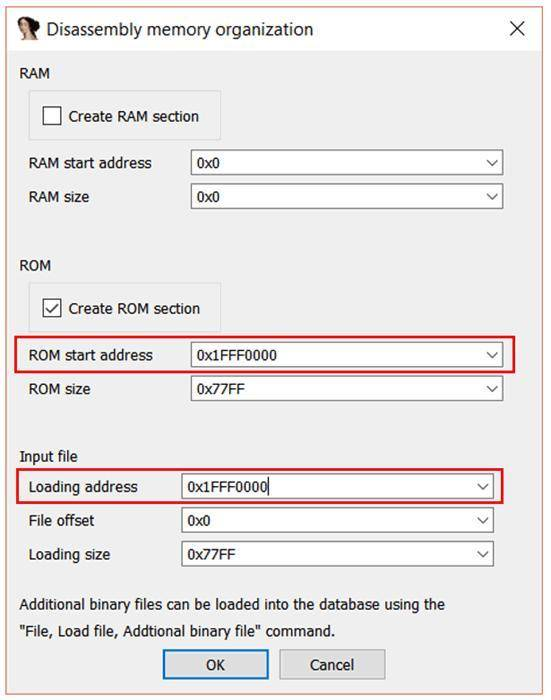 Disassembly memory organization
RAM
Create RAM section
RAM start address 0x0
RAM size 0x0
ROM
Create ROM section
ROM start address 0x1FFF0000
ROM size 0x77FF
Input file
Loading address 0x1FFF0000
File offset 0x0
Loading size 0x77FF
Additional binary files can be loaded into the database using the
"File, Load file, Addtional binary file" command.
OK Cancel